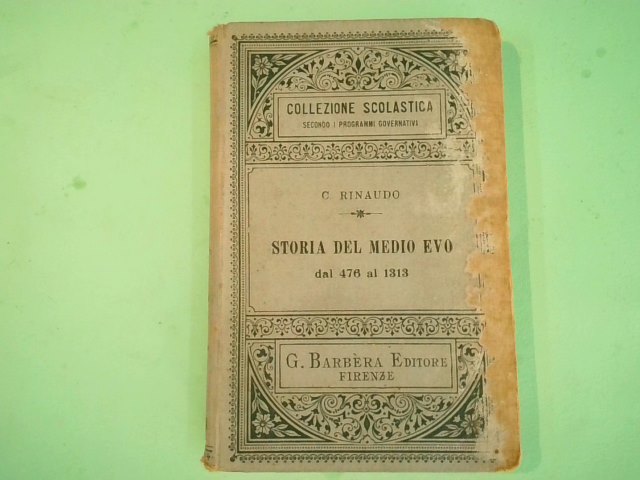 COLLEZIONE SCOLASTICA
SECONDO I PROGRAMMI GOVERNATIVI
C. RINAUDO
STORIA DEL MEDIO EVO
dal 476 al 1313
G. BARBÈRA EDITORE
FIRENZE